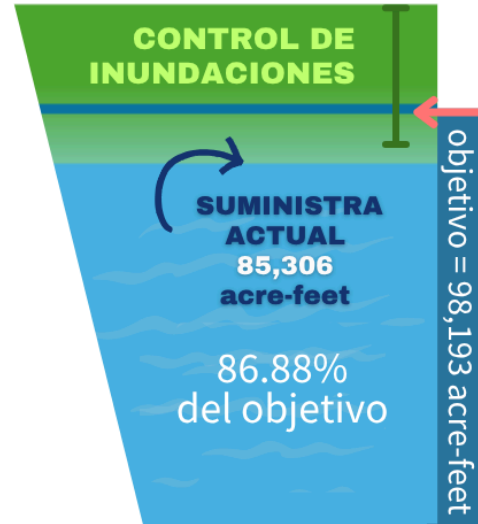 CONTROL DE
INUNDACIONES
SUMINISTRA
ACTUAL
85,306
acre-feet
86.88%
del objetivo
objetivo = 98,193 acre-feet